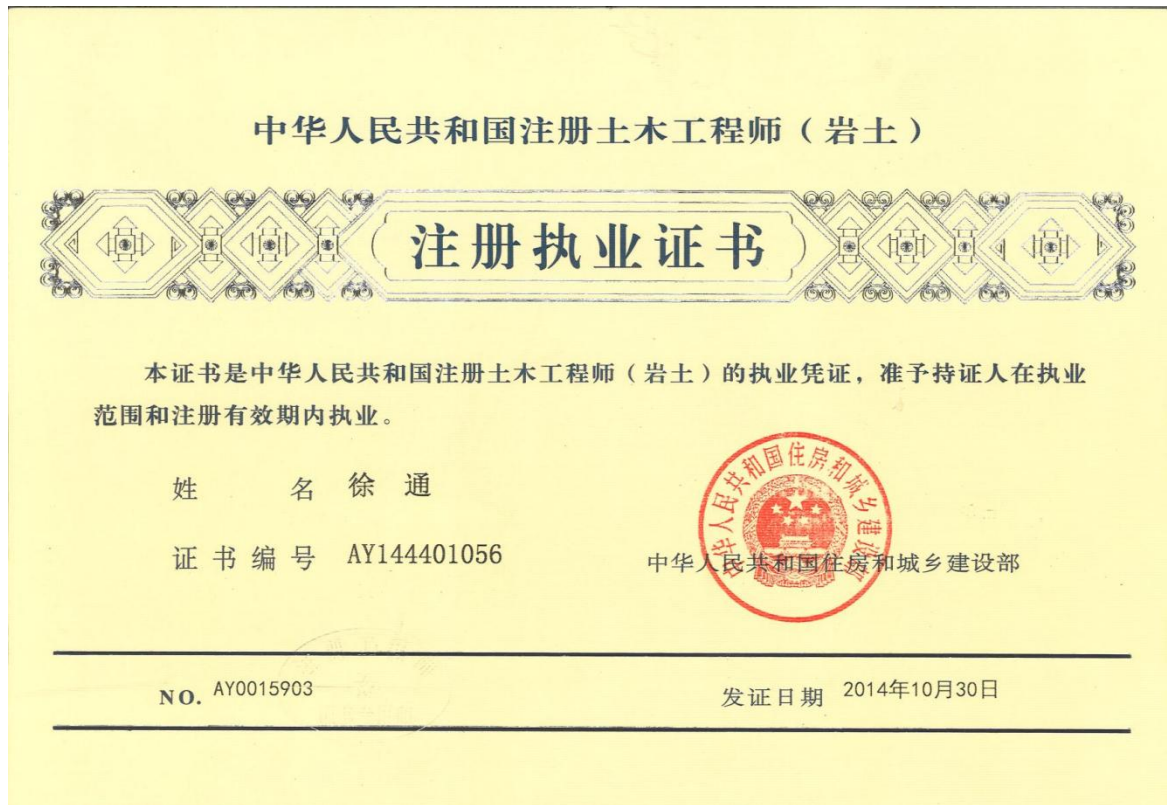 中华人民共和国注册土木工程师（岩土）
注册执业证书
本证书是中华人民共和国注册土木工程师（岩土）的执业凭证，准予持证人在执业
范围和注册有效期内执业。
姓 名 徐 通
证书编号 AY144401056
中华人民共和国住房和城乡建设部
中华人民共和国住房和城乡建设部
NO. AY0015903
发证日期 2014年10月30日